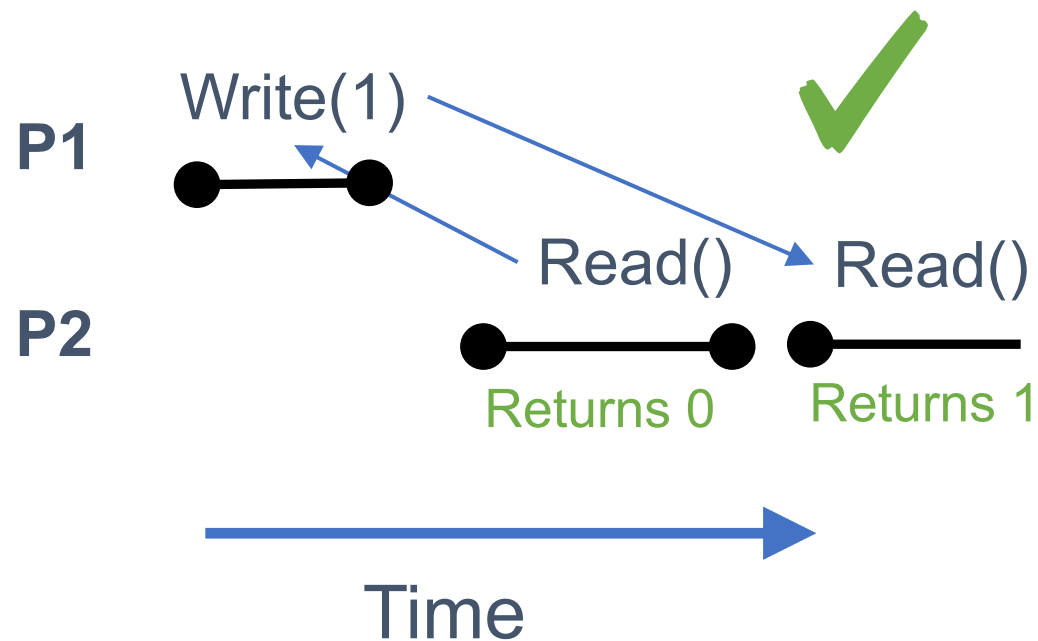 Write(1)
P1
Read() Read()
P2
Returns 0 Returns 1
Time